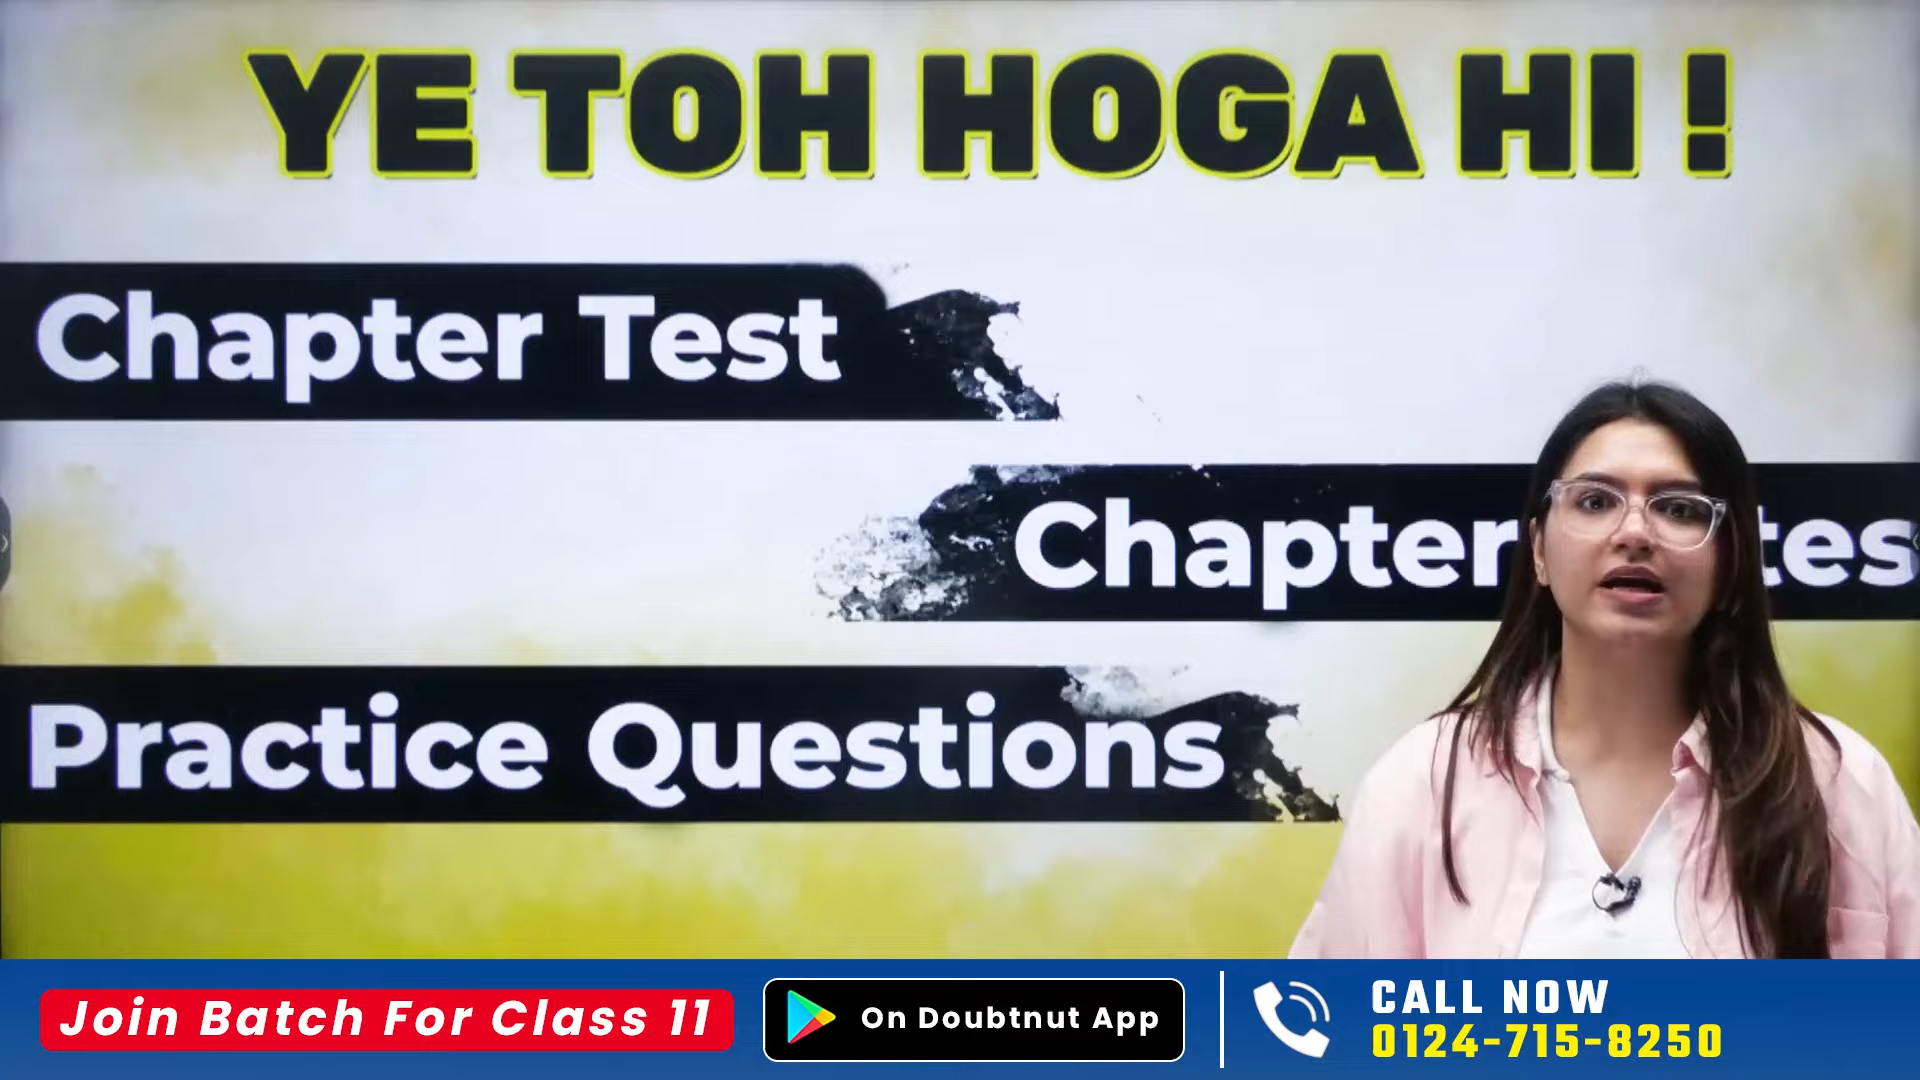 YE TOH HOGA HI !
Chapter Test
Chapter
Practice Questions
Join Batch For Class 11
On Doubtnut App
CALL NOW
0124-715-8250